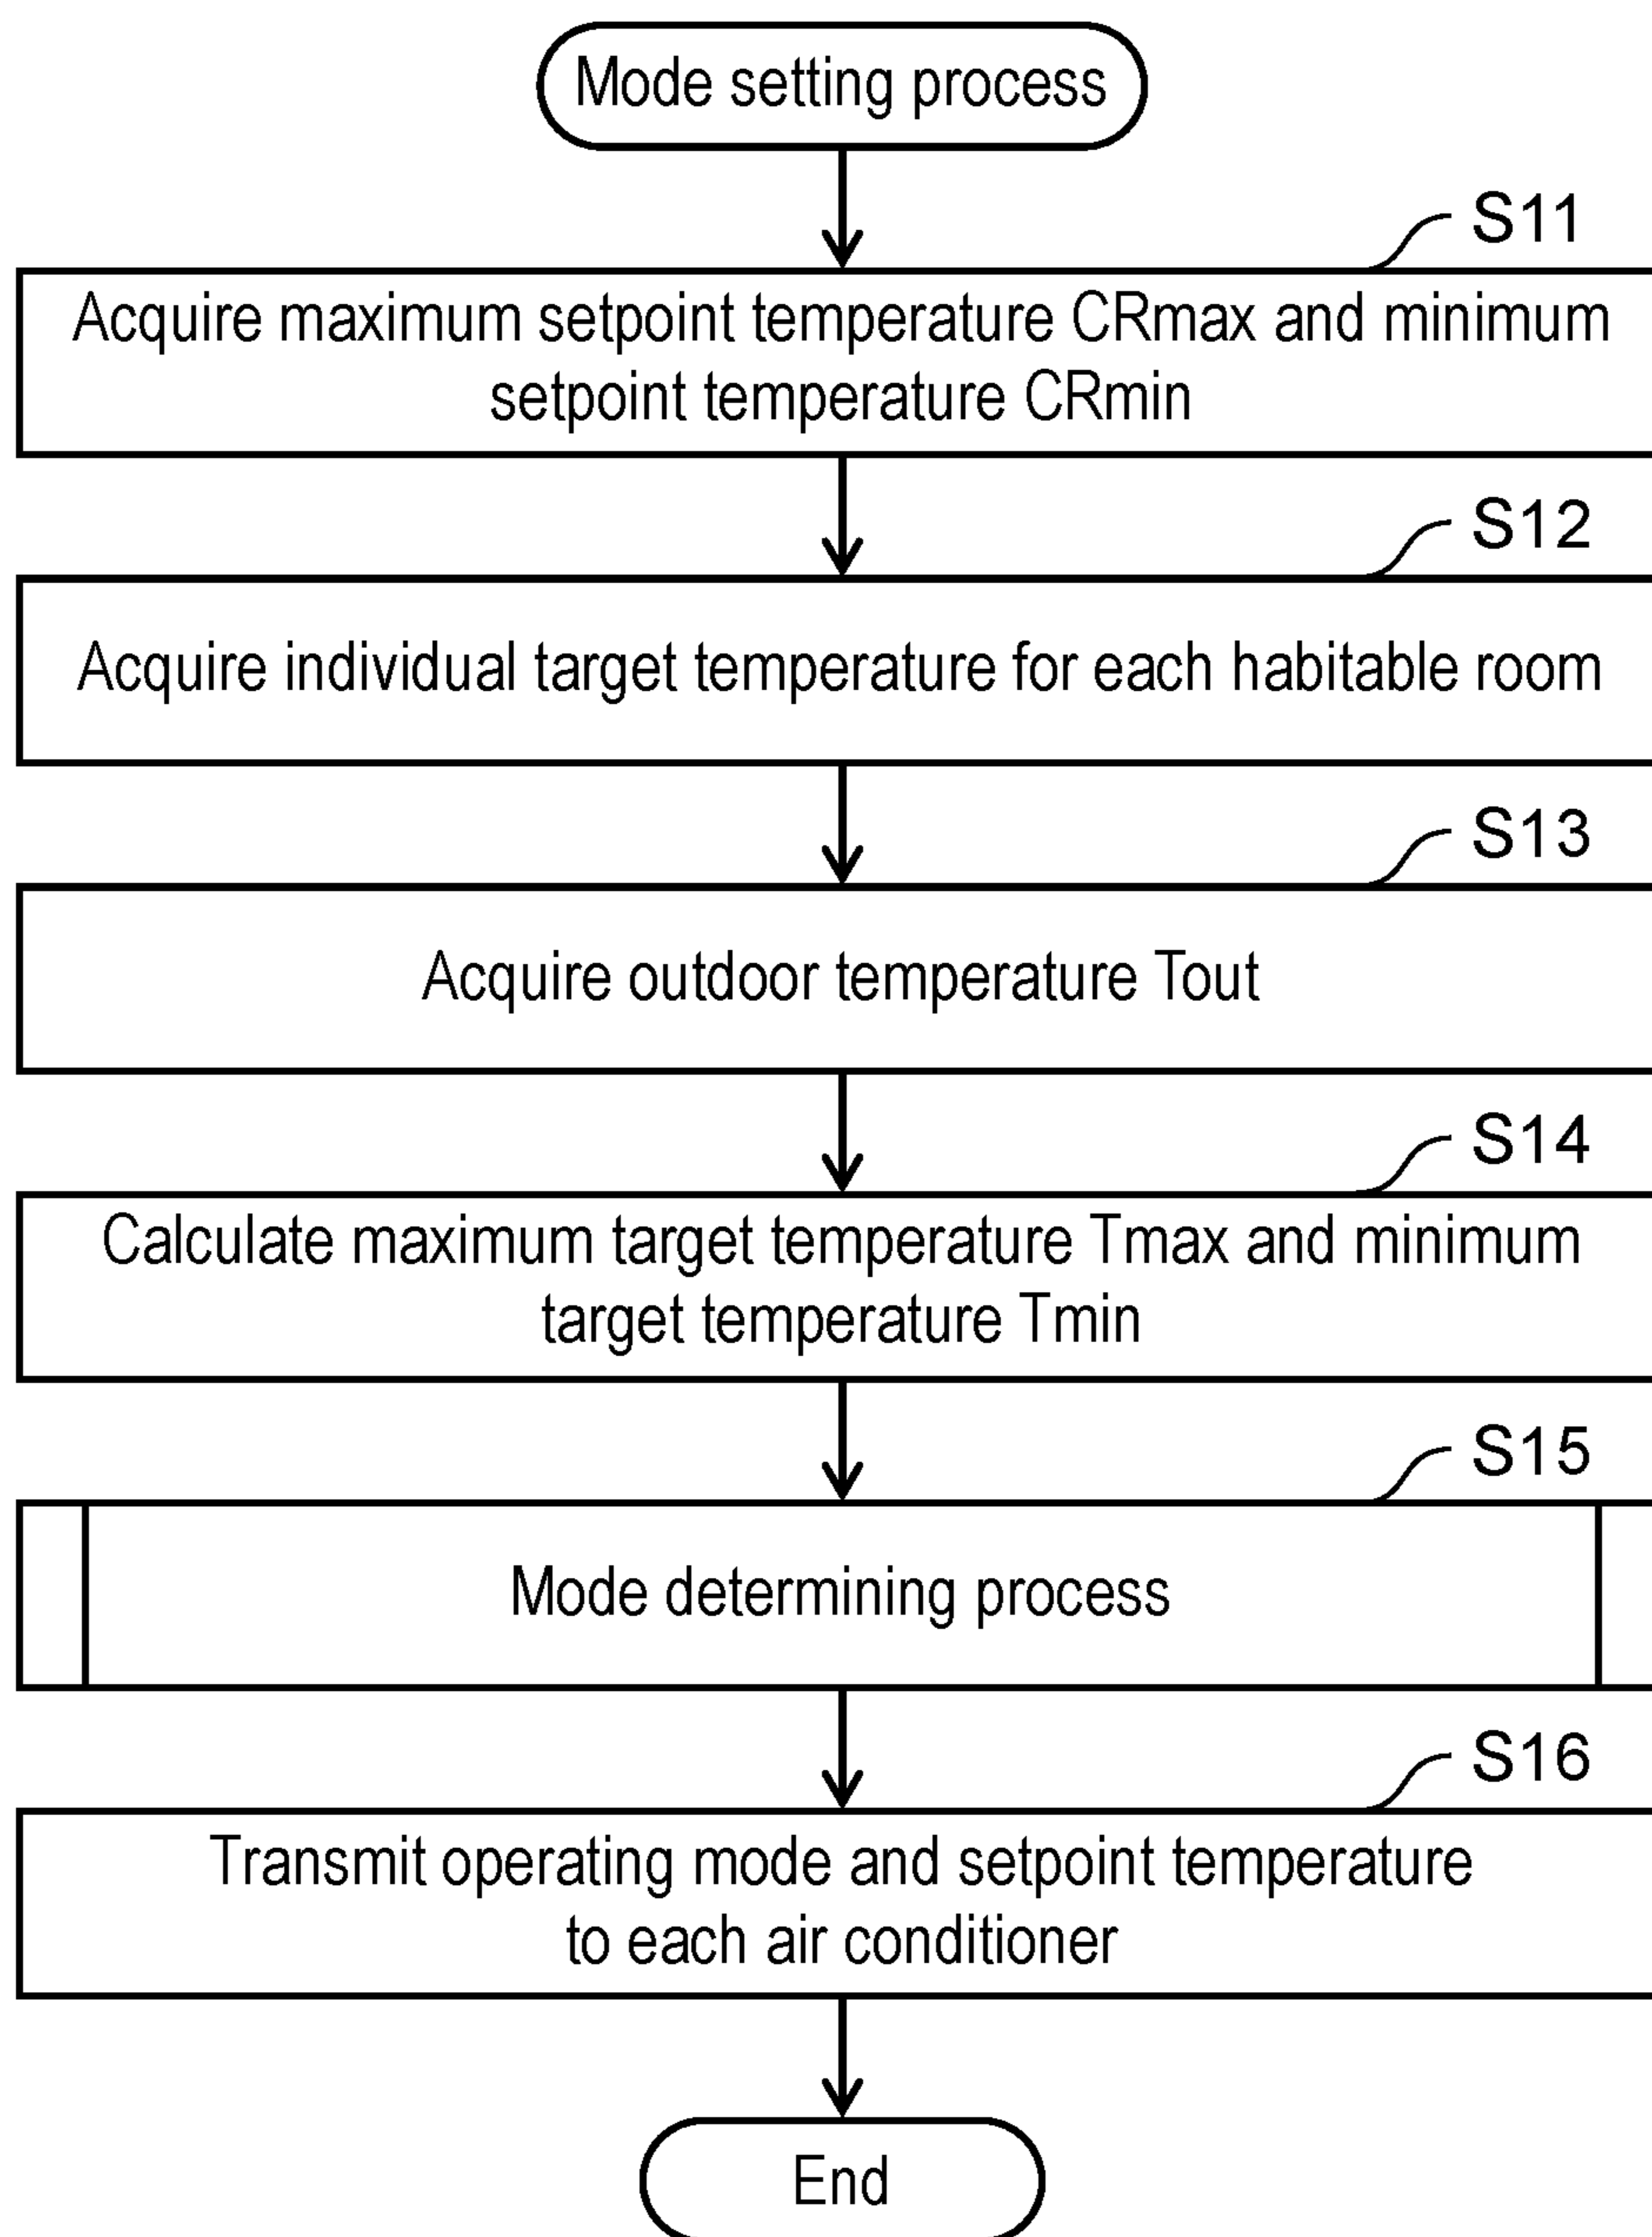 Mode setting process
S11
Acquire maximum setpoint temperature CRmax and minimum
setpoint temperature CRmin
S12
Acquire individual target temperature for each habitable room
S13
Acquire outdoor temperature Tout
S14
Calculate maximum target temperature Tmax and minimum
target temperature Tmin
S15
Mode determining process
S16
Transmit operating mode and setpoint temperature
to each air conditioner
End